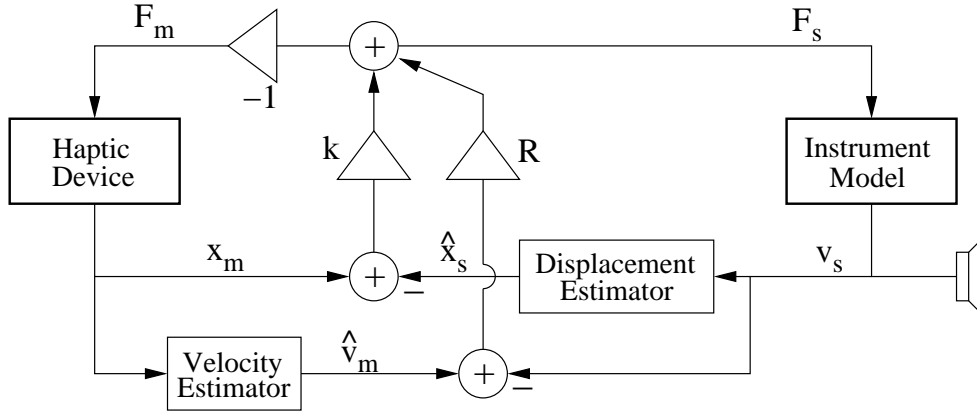 F_m
F_s
+
−1
Haptic
Device
k
R
Instrument
Model
x_m
+
−
x̂_s
Displacement
Estimator
v_s
Velocity
Estimator
v̂_m
+
−